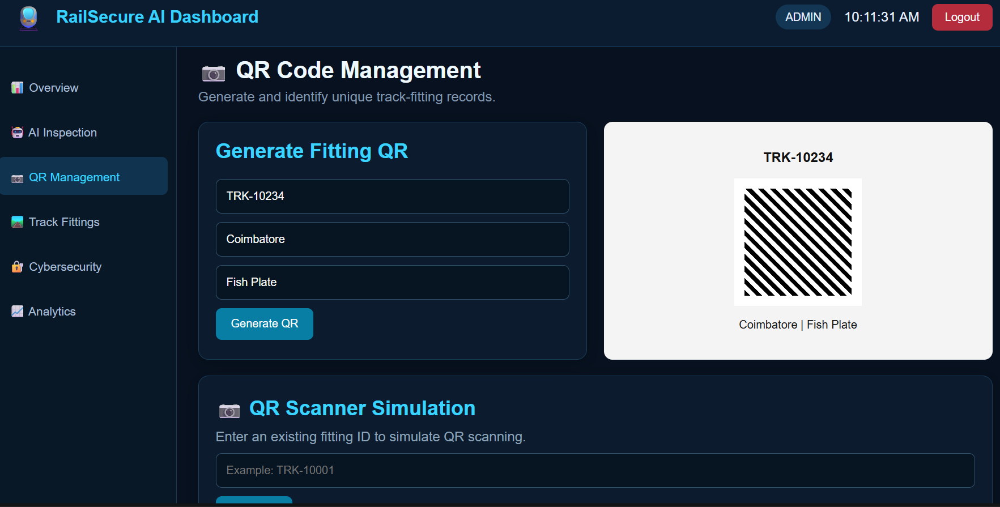 RailSecure AI Dashboard
ADMIN
10:11:31 AM
Logout
Overview
AI Inspection
QR Management
Track Fittings
Cybersecurity
Analytics
QR Code Management
Generate and identify unique track-fitting records.
Generate Fitting QR
TRK-10234
Coimbatore
Fish Plate
Generate QR
TRK-10234
Coimbatore | Fish Plate
QR Scanner Simulation
Enter an existing fitting ID to simulate QR scanning.
Example: TRK-10001